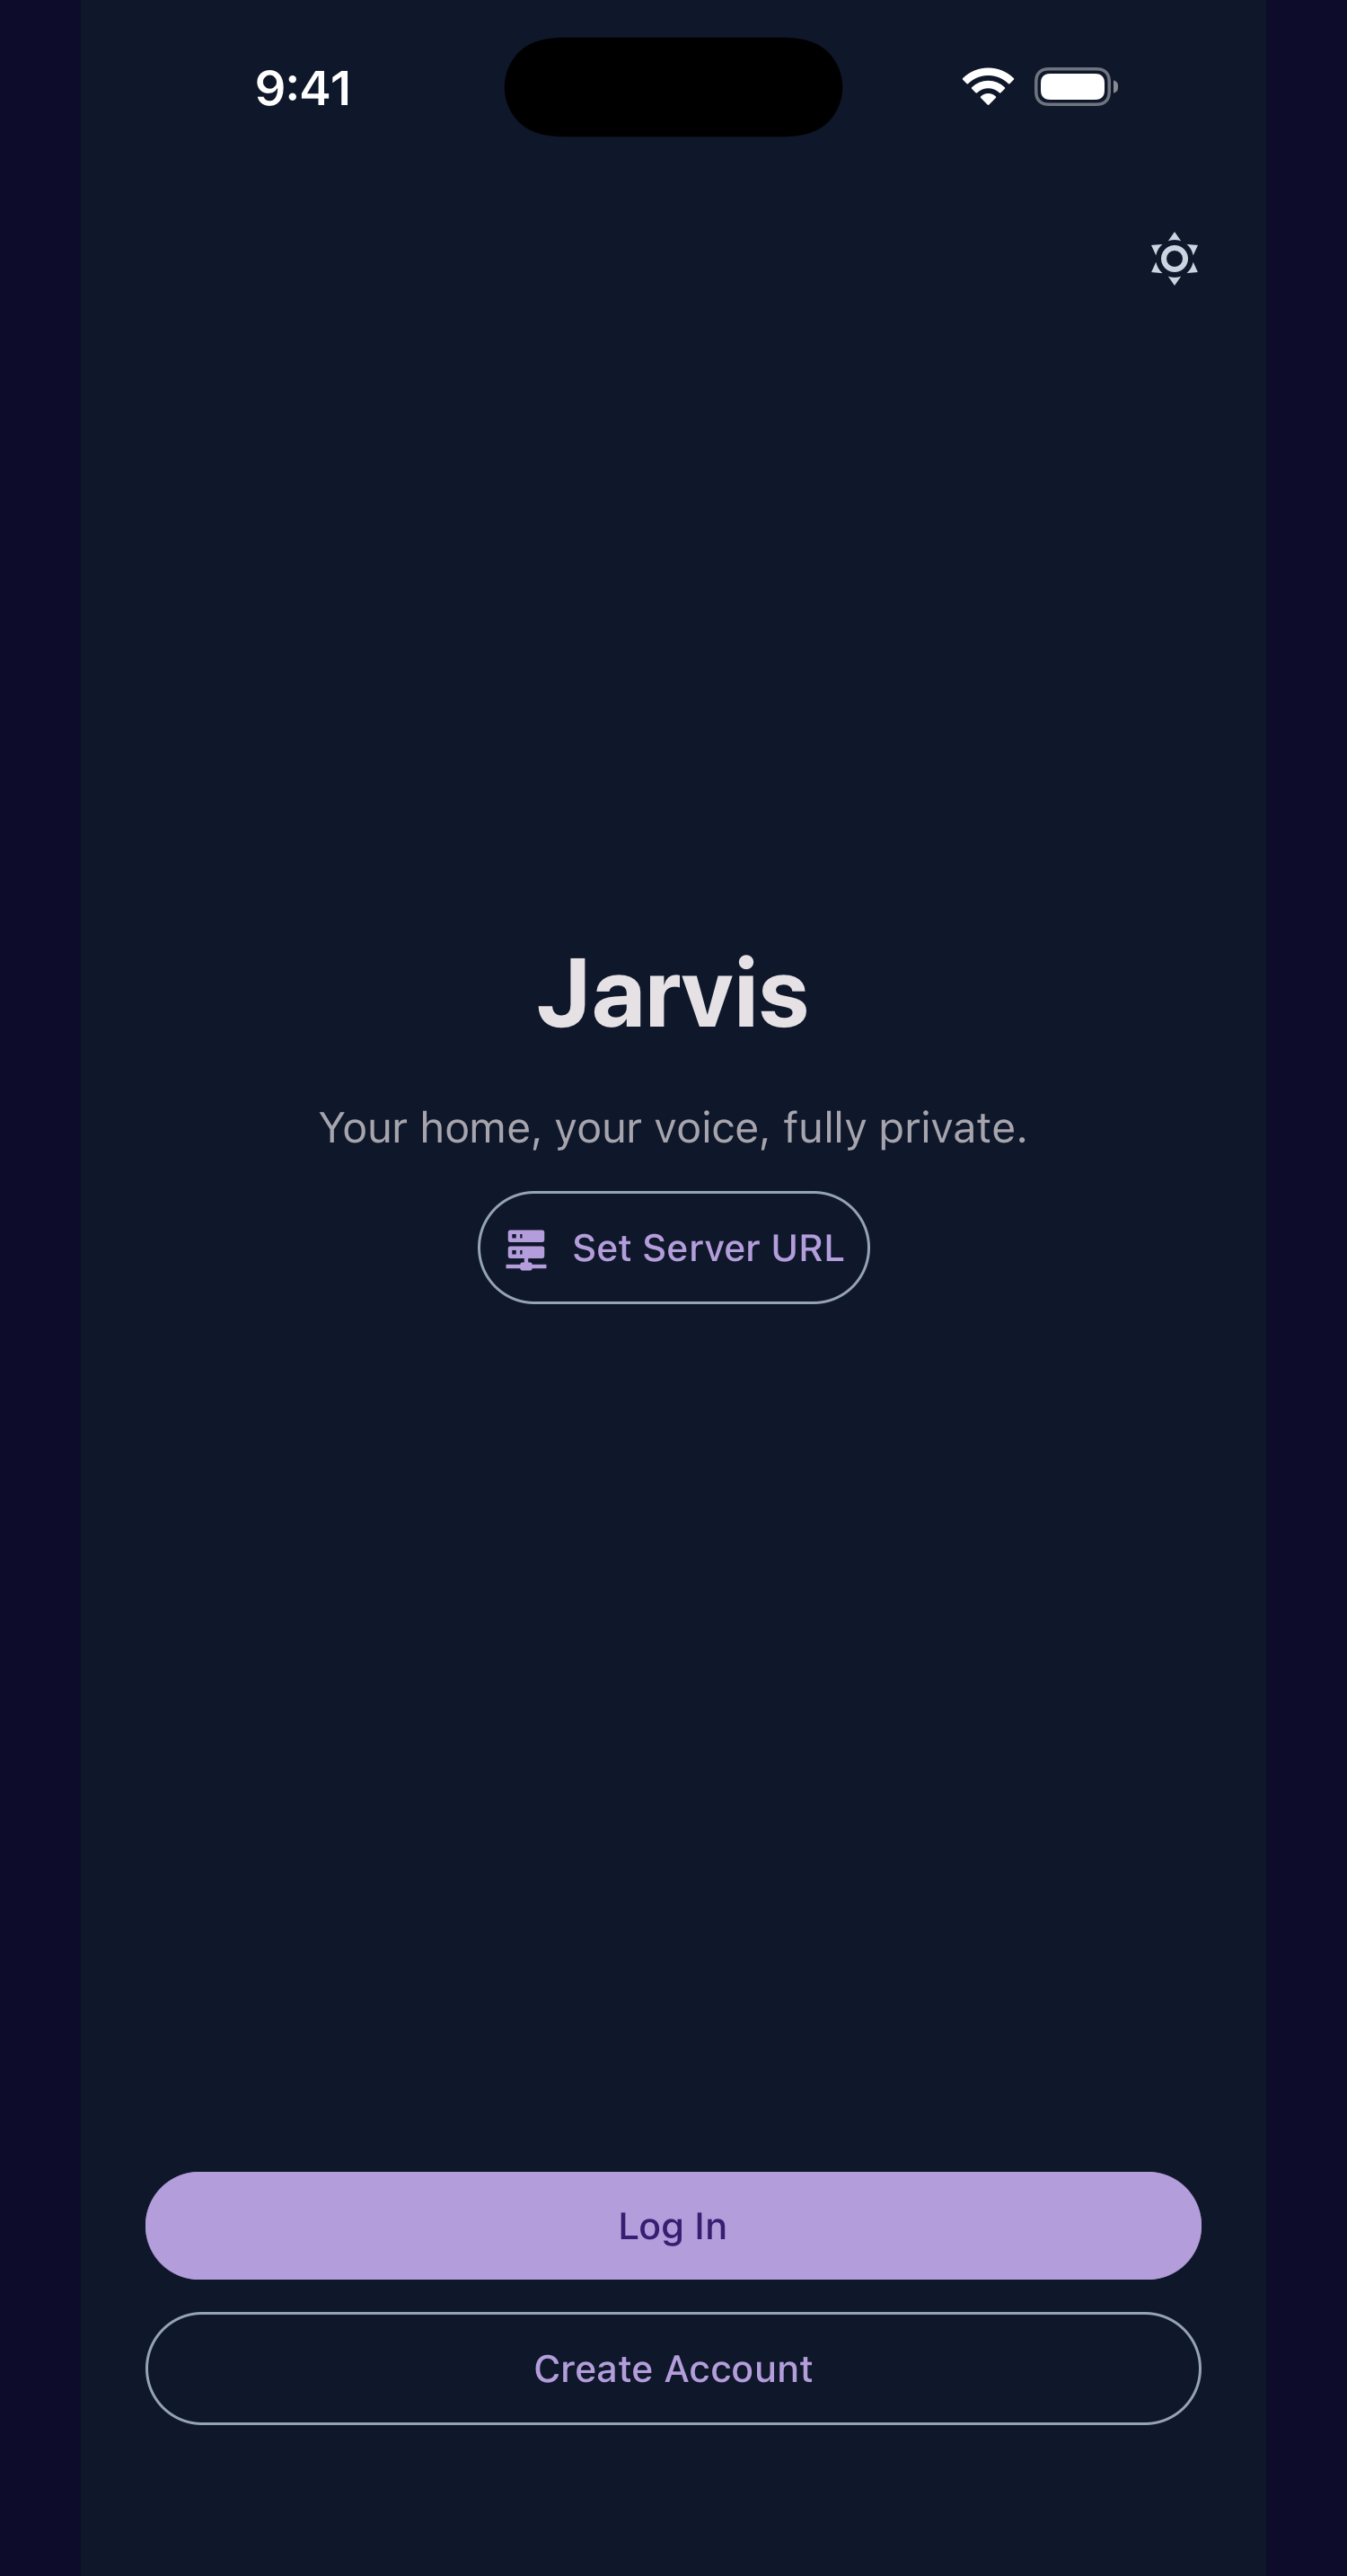 9:41
Jarvis
Your home, your voice, fully private.
Set Server URL
Log In
Create Account